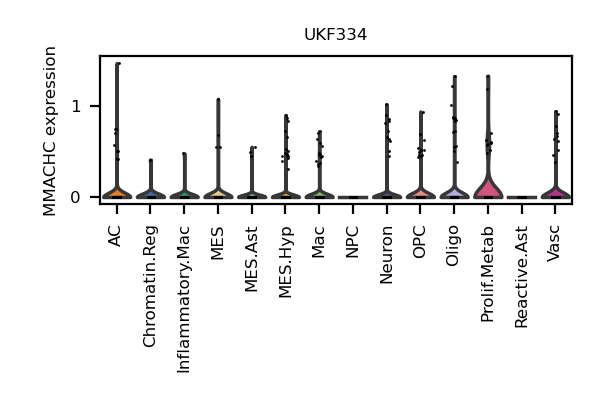 UKF334
MMACHC expression
1
0
AC
Chromatin.Reg
Inflammatory.Mac
MES
MES.Ast
MES.Hyp
Mac
NPC
Neuron
OPC
Oligo
Prolif.Metab
Reactive.Ast
Vasc